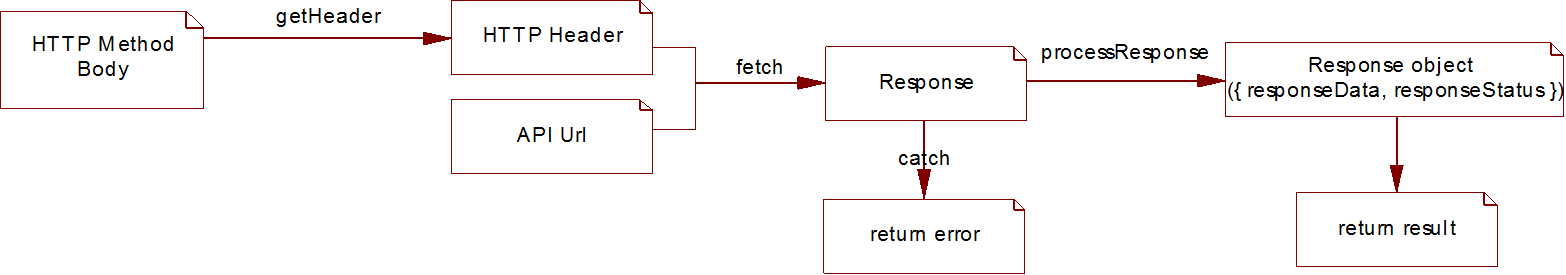 HTTP Method
Body
getHeader
HTTP Header
API Url
fetch
Response
catch
return error
processResponse
Response object
({ responseData, responseStatus })
return result